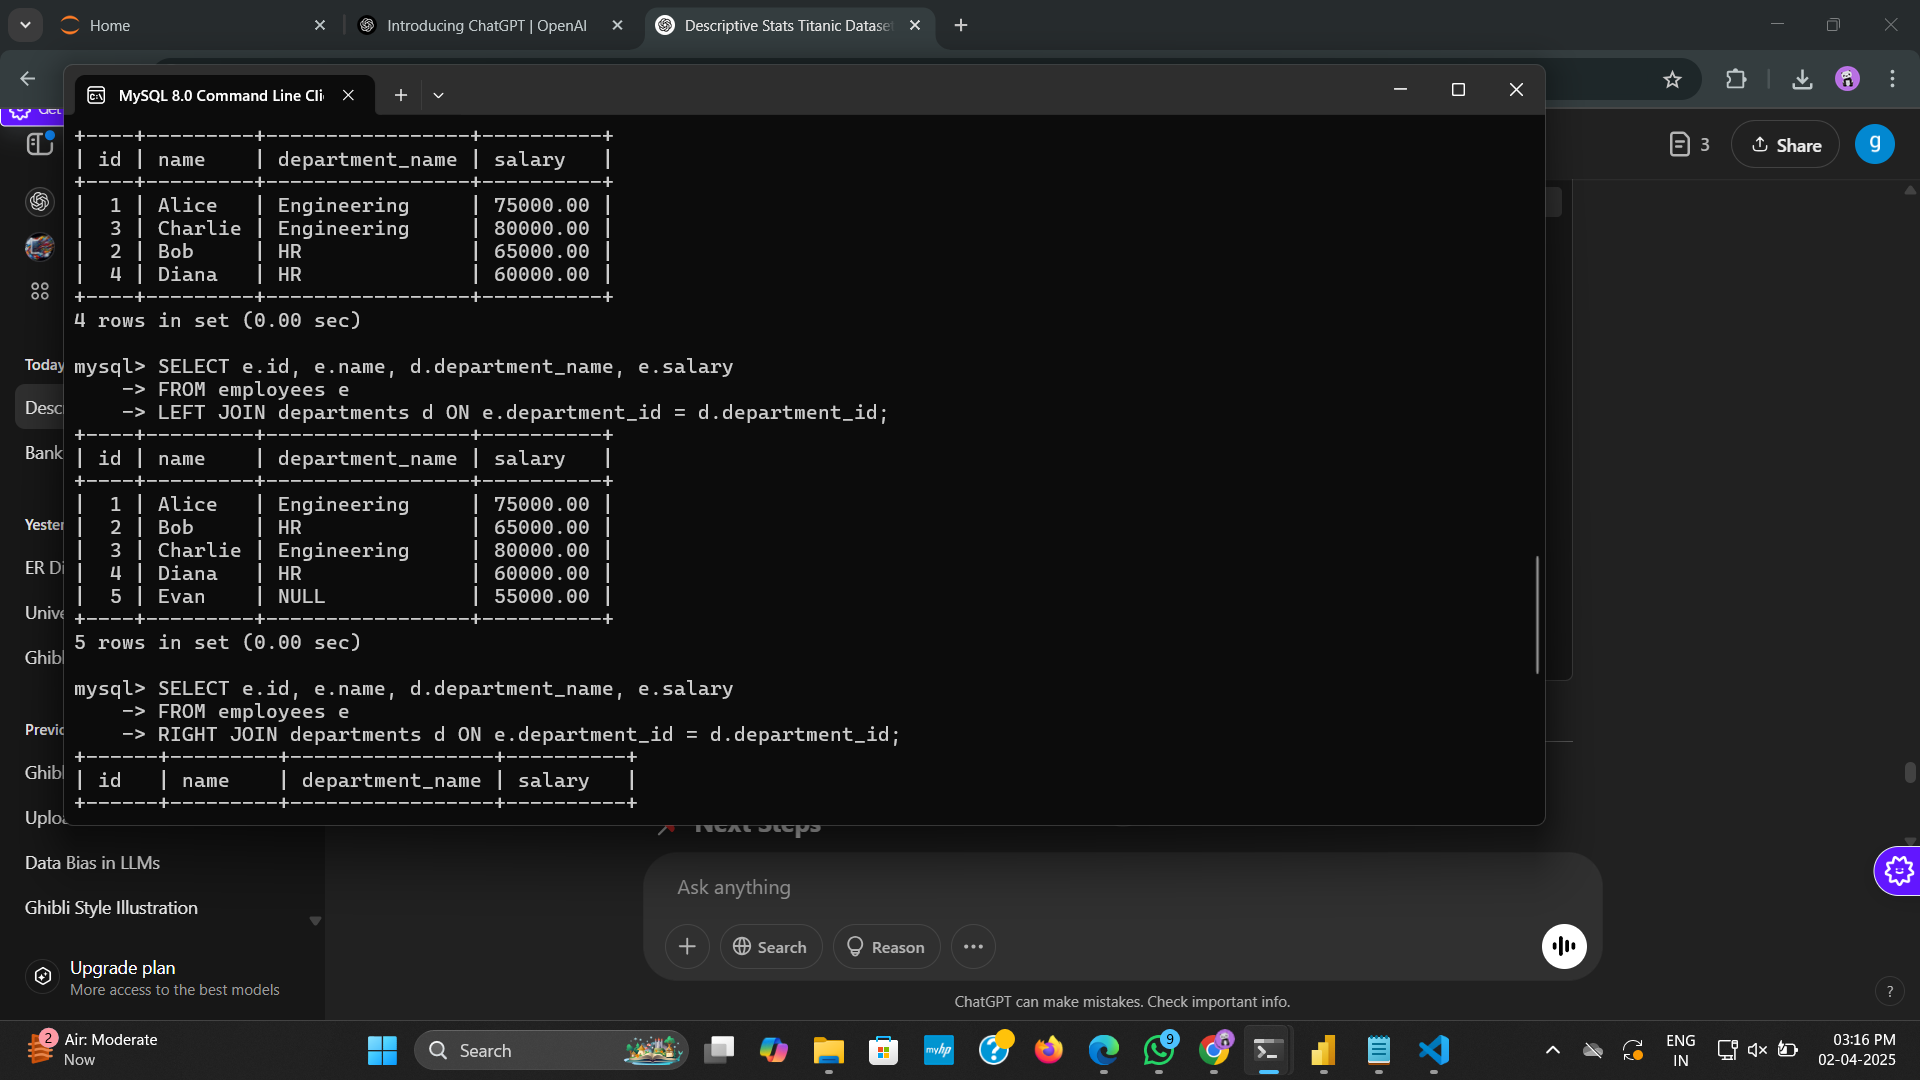 Home
Introducing ChatGPT | OpenAI
Descriptive Stats Titanic Datase
MySQL 8.0 Command Line Cli
Get
3
Share
g
+----+---------+-----------------+----------+
| id | name    | department_name | salary   |
+----+---------+-----------------+----------+
|  1 | Alice   | Engineering     | 75000.00 |
|  3 | Charlie | Engineering     | 80000.00 |
|  2 | Bob     | HR              | 65000.00 |
|  4 | Diana   | HR              | 60000.00 |
+----+---------+-----------------+----------+
4 rows in set (0.00 sec)
mysql> SELECT e.id, e.name, d.department_name, e.salary
    -> FROM employees e
    -> LEFT JOIN departments d ON e.department_id = d.department_id;
+----+---------+-----------------+----------+
| id | name    | department_name | salary   |
+----+---------+-----------------+----------+
|  1 | Alice   | Engineering     | 75000.00 |
|  2 | Bob     | HR              | 65000.00 |
|  3 | Charlie | Engineering     | 80000.00 |
|  4 | Diana   | HR              | 60000.00 |
|  5 | Evan    | NULL            | 55000.00 |
+----+---------+-----------------+----------+
5 rows in set (0.00 sec)
mysql> SELECT e.id, e.name, d.department_name, e.salary
    -> FROM employees e
    -> RIGHT JOIN departments d ON e.department_id = d.department_id;
+------+---------+-----------------+----------+
| id   | name    | department_name | salary   |
+------+---------+-----------------+----------+
Today
Desc
Bank
Yester
ER Di
Unive
Ghibl
Previo
Ghibl
Uploa
Data Bias in LLMs
Ghibli Style Illustration
Upgrade plan
More access to the best models
Next Steps
Ask anything
Search
Reason
ChatGPT can make mistakes. Check important info.
?
2
Air: Moderate
Now
Search
myhp
9
ENG
IN
03:16 PM
02-04-2025